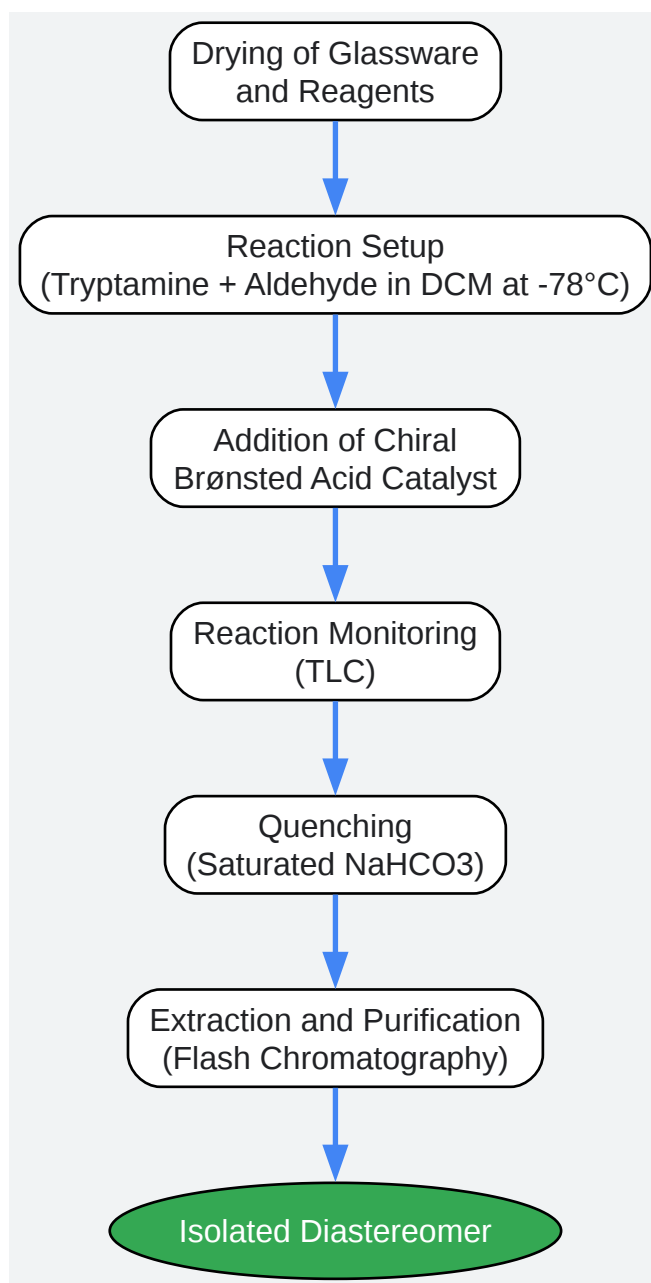 Drying of Glassware
and Reagents
Reaction Setup
(Tryptamine + Aldehyde in DCM at -78°C)
Addition of Chiral
Brønsted Acid Catalyst
Reaction Monitoring
(TLC)
Quenching
(Saturated NaHCO3)
Extraction and Purification
(Flash Chromatography)
Isolated Diastereomer